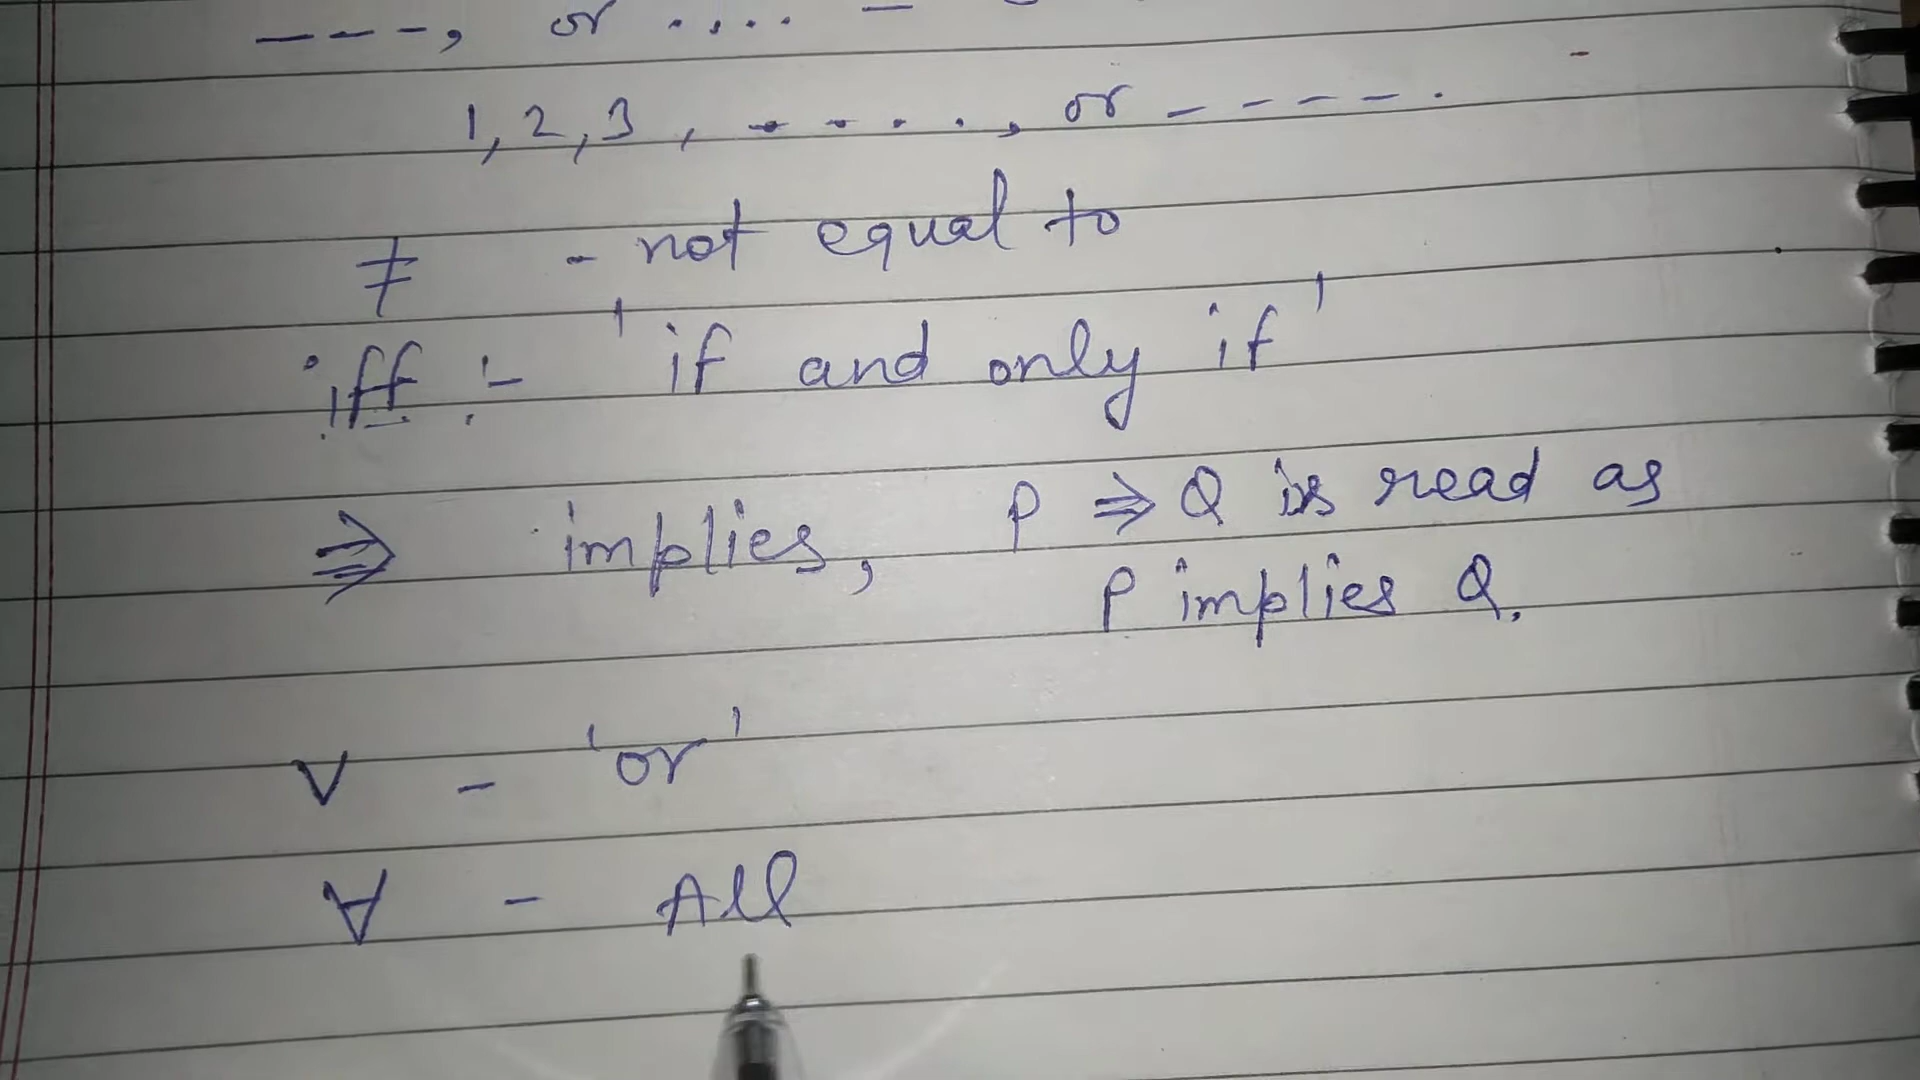 ---, or ....
1, 2, 3, ....., or ----.
≠ - not equal to
iff :- 'if and only if'
⇒ implies, P ⇒ Q is read as
P implies Q.
∨ - 'or'
∀ - All